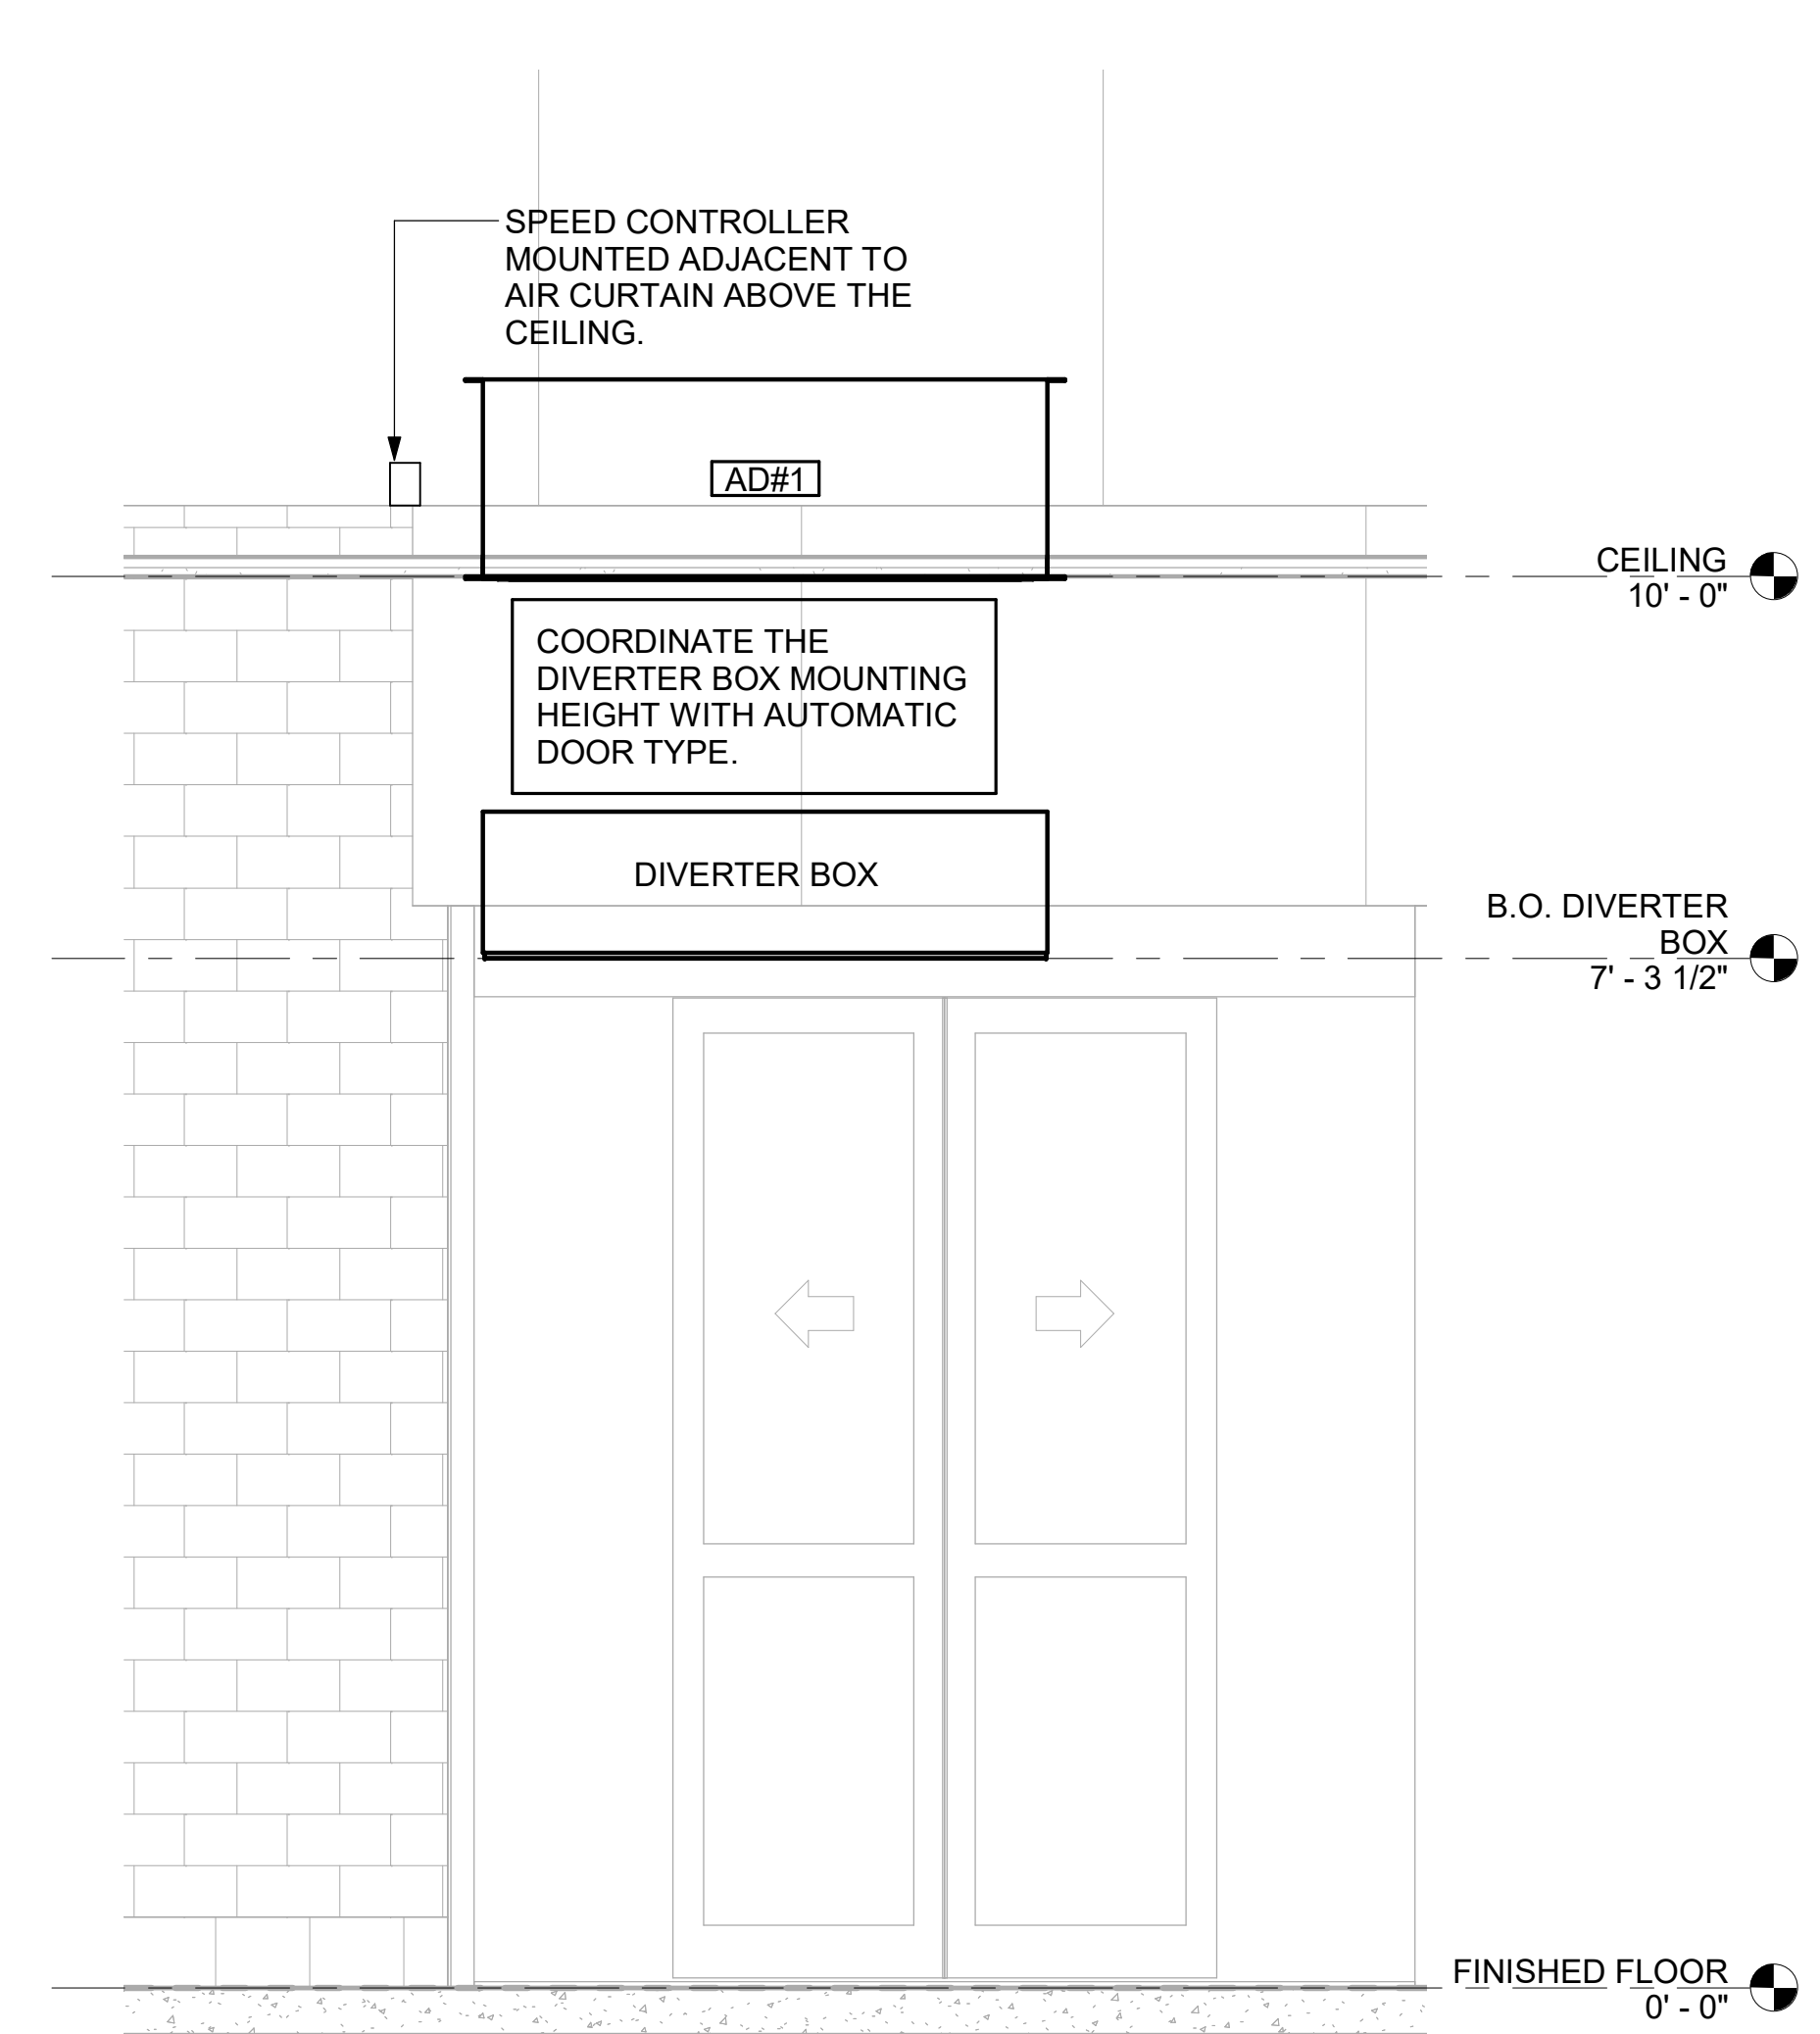 SPEED CONTROLLER
MOUNTED ADJACENT TO
AIR CURTAIN ABOVE THE
CEILING.
AD#1
CEILING
10' - 0"
COORDINATE THE
DIVERTER BOX MOUNTING
HEIGHT WITH AUTOMATIC
DOOR TYPE.
DIVERTER BOX
B.O. DIVERTER
BOX
7' - 3 1/2"
FINISHED FLOOR
0' - 0"